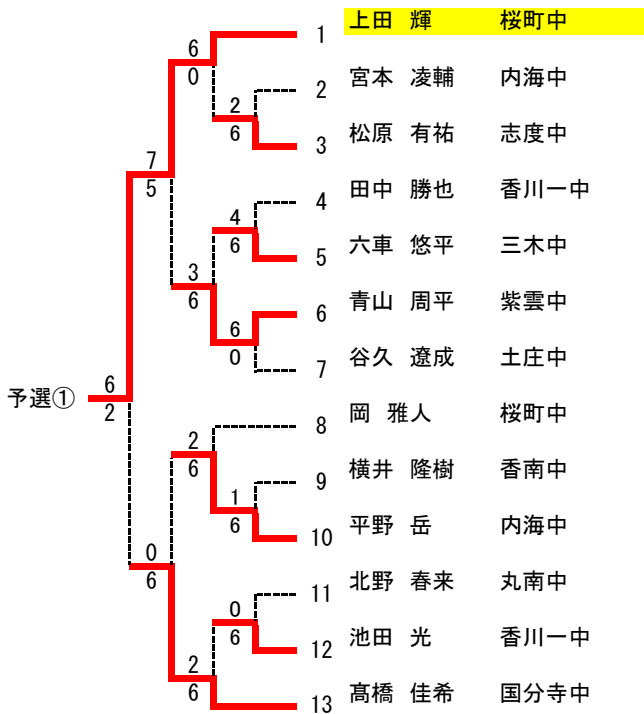 1 上田 輝 桜町中
6
0
2 宮本 凌輔 内海中
2
6
3 松原 有祐 志度中
7
5
4 田中 勝也 香川一中
4
6
5 六車 悠平 三木中
3
6
6 青山 周平 紫雲中
6
0
7 谷久 遼成 土庄中
予選①
6
2
8 岡 雅人 桜町中
2
6
9 横井 隆樹 香南中
1
6
10 平野 岳 内海中
0
6
11 北野 春来 丸南中
0
6
12 池田 光 香川一中
2
6
13 髙橋 佳希 国分寺中